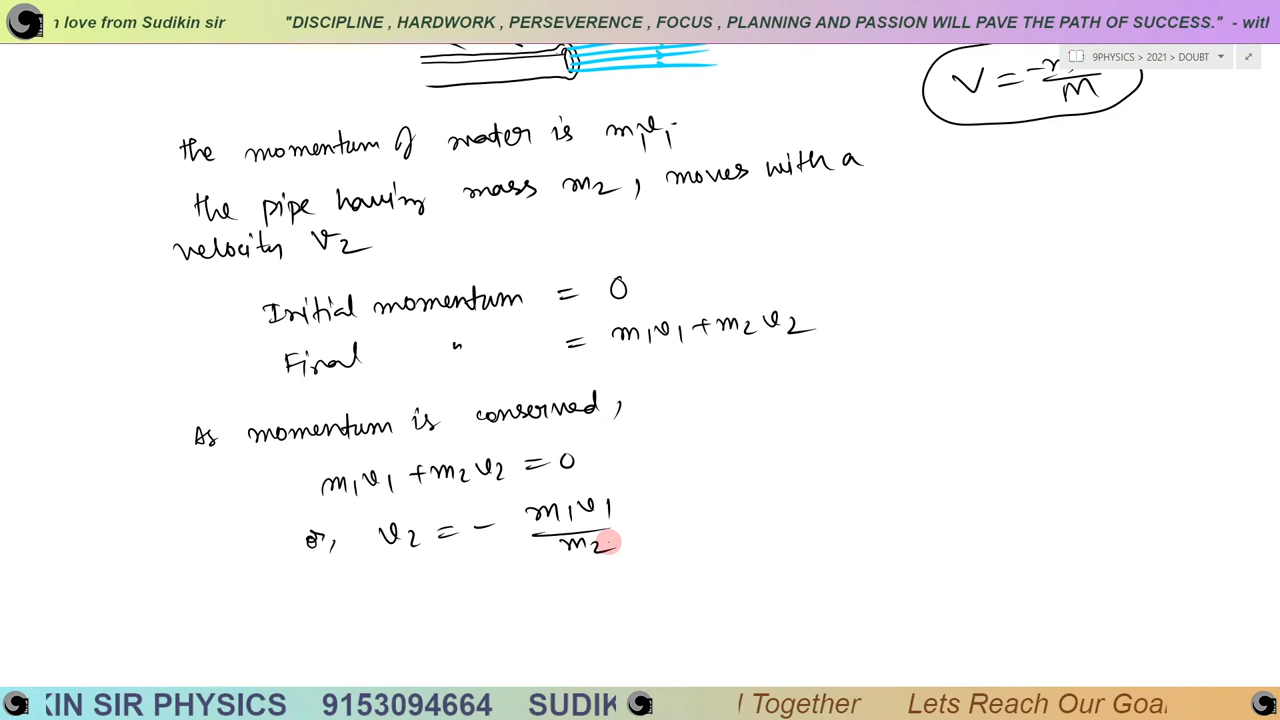 h love from Sudikin sir
"DISCIPLINE , HARDWORK , PERSEVERENCE , FOCUS , PLANNING AND PASSION WILL PAVE THE PATH OF SUCCESS." - with
9PHYSICS > 2021 > DOUBT
V = - / M
the momentum of water is m₁v₁.
the pipe having mass m₂, moves with a
velocity v₂
Initial momentum = 0
Final " = m₁v₁ + m₂v₂
As momentum is conserved,
m₁v₁ + m₂v₂ = 0
or, v₂ = - m₁v₁ / m₂
KIN SIR PHYSICS 9153094664 SUDIK
l Together Lets Reach Our Goa